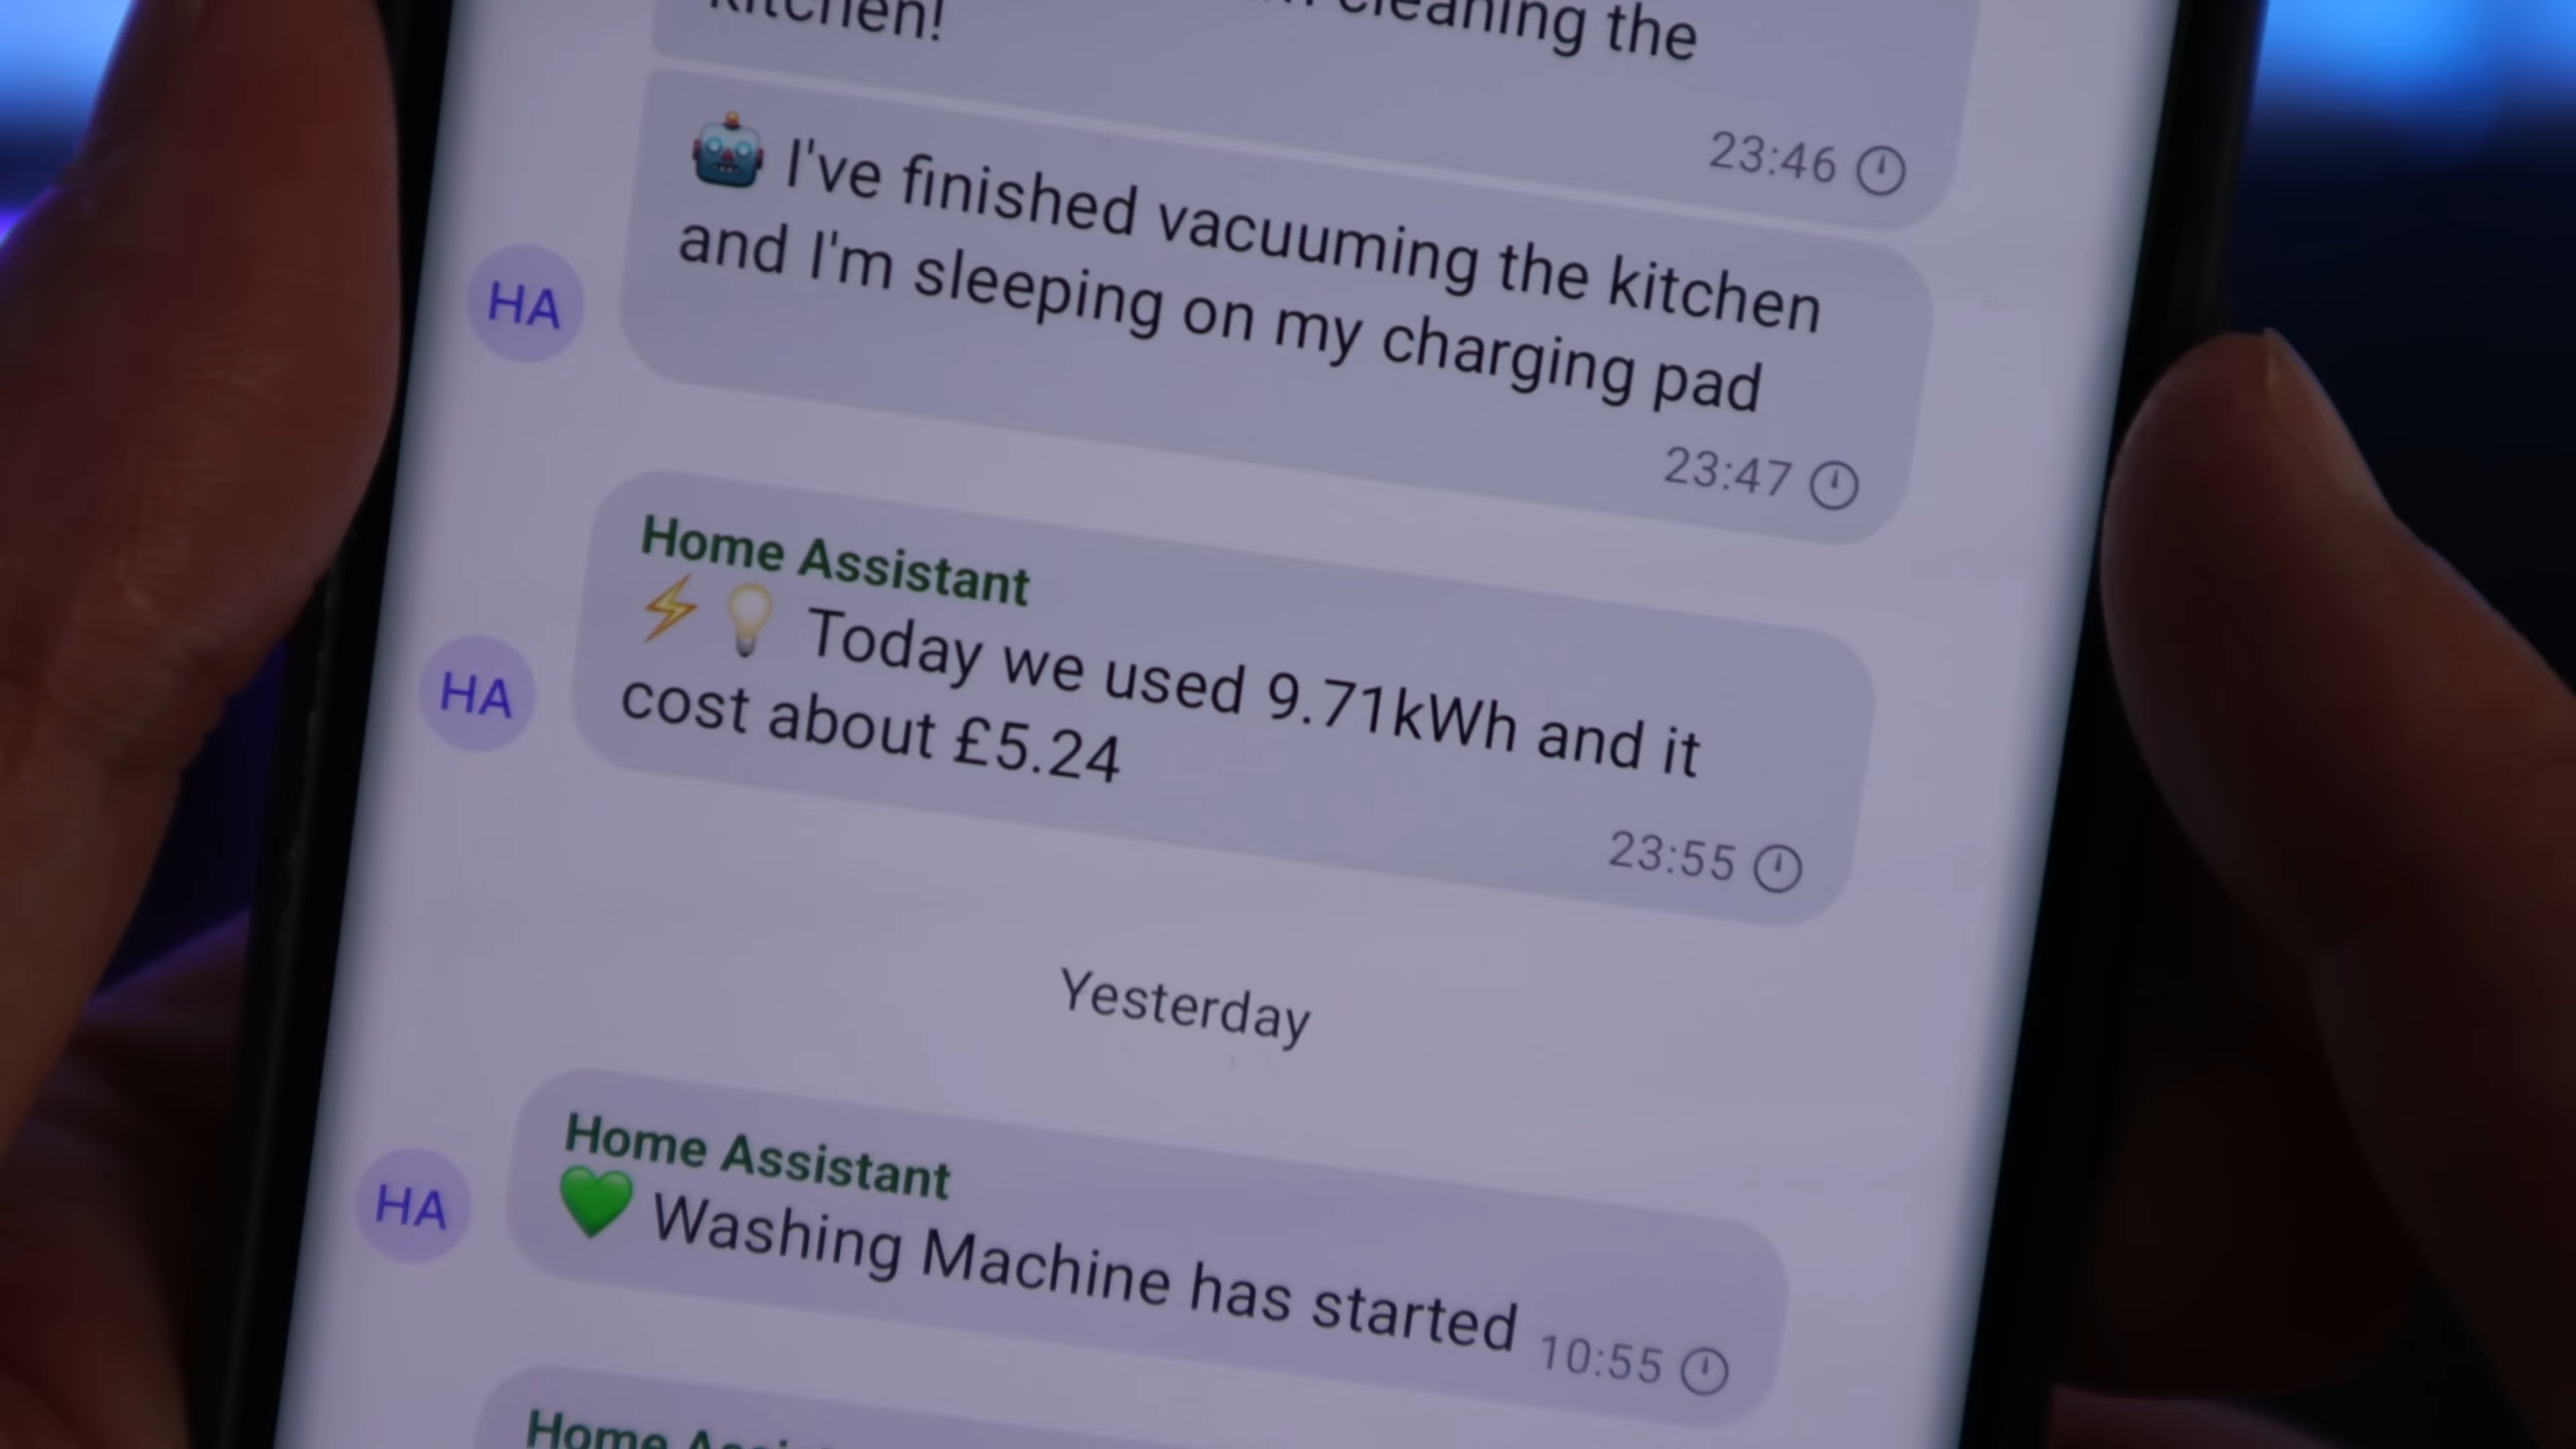 cleaning the
kitchen!
23:46
🤖 I've finished vacuuming the kitchen
and I'm sleeping on my charging pad
HA
23:47
Home Assistant
⚡💡 Today we used 9.71kWh and it
cost about £5.24
HA
23:55
Yesterday
Home Assistant
💚 Washing Machine has started 10:55
HA
Home